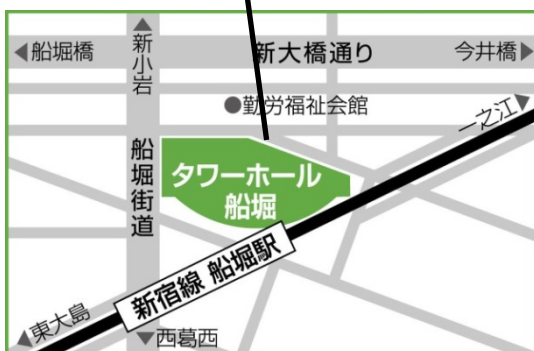 ◀船堀橋
▲新小岩
新大橋通り
今井橋▶
●勤労福祉会館
一之江▷
船堀街道
タワーホール
船堀
新宿線 船堀駅
◀東大島
▼西葛西